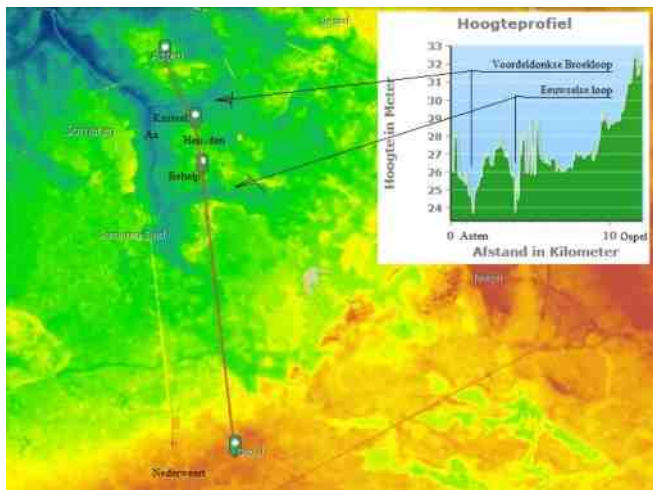 Hoogteprofiel
Hoogte in Meter
33
32
31
30
29
28
27
26
25
24
Voordeldonkse Broekloop
Eeuwselse loop
0 Asten 10 Ospel
Afstand in Kilometer
Asten
Kasteel
Someren
Aa
Heusden
Behelp
Someren-Eind
Ospel
Nederweert